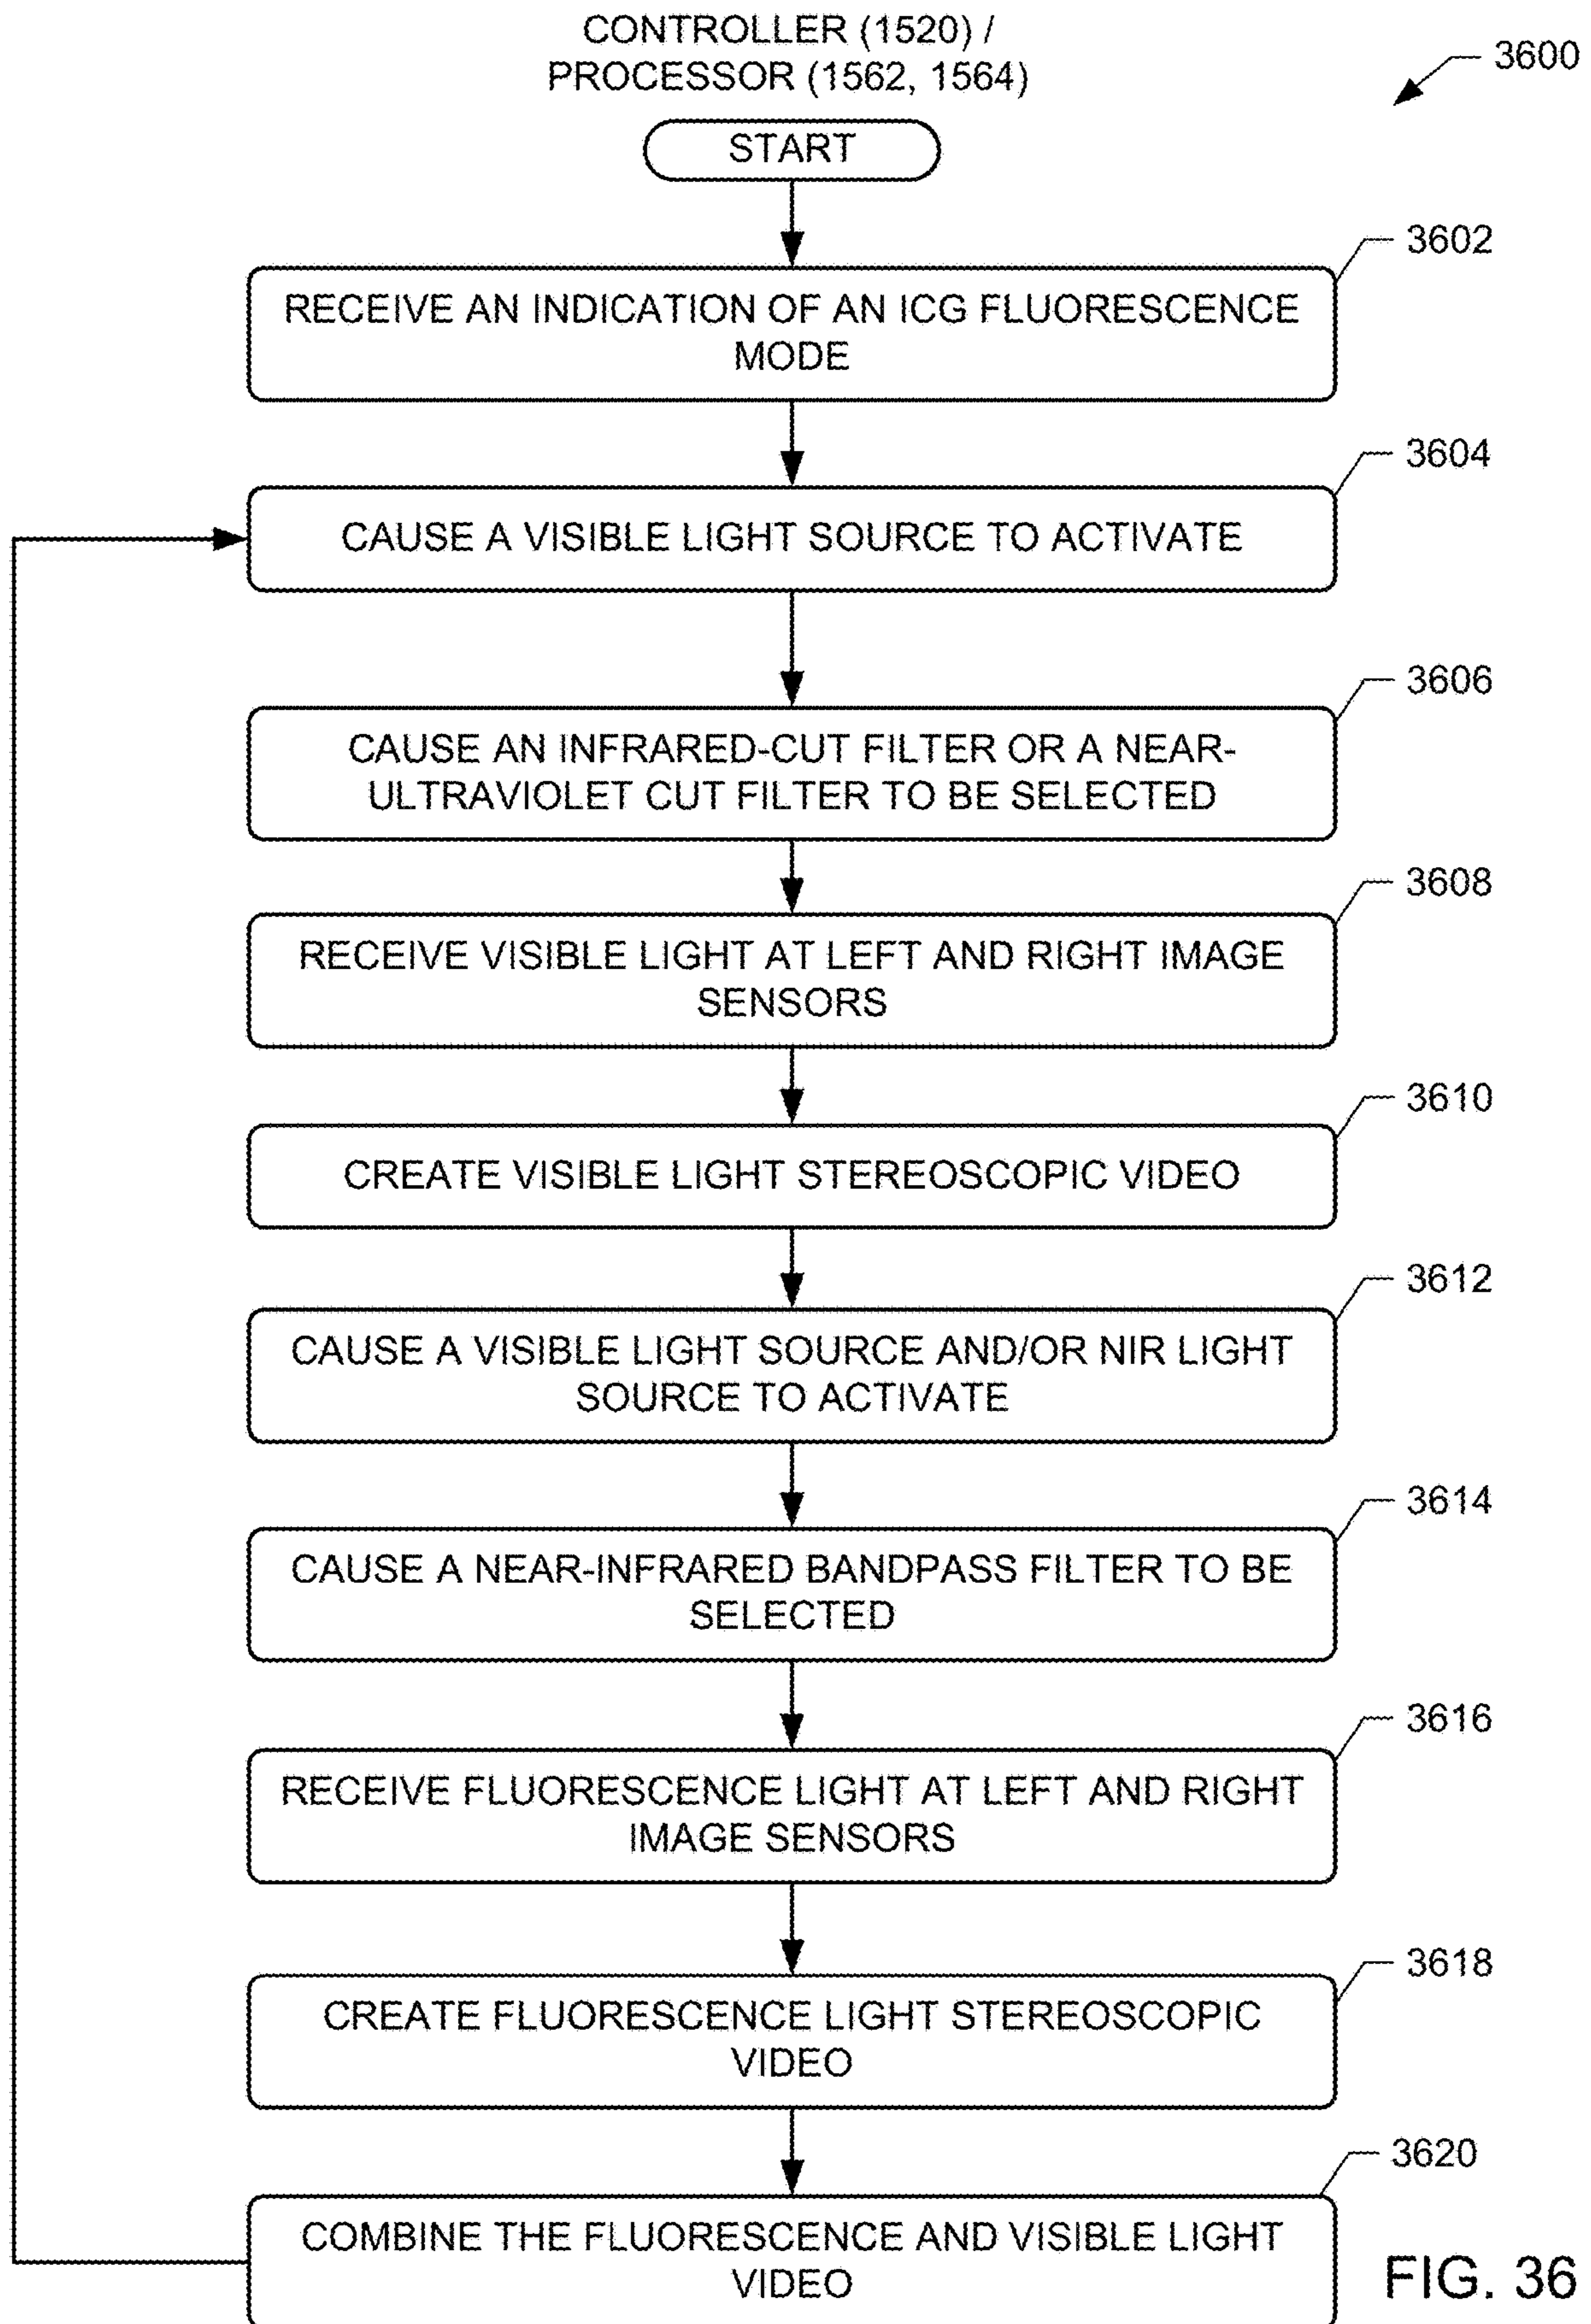 CONTROLLER (1520) /
PROCESSOR (1562, 1564)
3600
START
3602
RECEIVE AN INDICATION OF AN ICG FLUORESCENCE
MODE
3604
CAUSE A VISIBLE LIGHT SOURCE TO ACTIVATE
3606
CAUSE AN INFRARED-CUT FILTER OR A NEAR-
ULTRAVIOLET CUT FILTER TO BE SELECTED
3608
RECEIVE VISIBLE LIGHT AT LEFT AND RIGHT IMAGE
SENSORS
3610
CREATE VISIBLE LIGHT STEREOSCOPIC VIDEO
3612
CAUSE A VISIBLE LIGHT SOURCE AND/OR NIR LIGHT
SOURCE TO ACTIVATE
3614
CAUSE A NEAR-INFRARED BANDPASS FILTER TO BE
SELECTED
3616
RECEIVE FLUORESCENCE LIGHT AT LEFT AND RIGHT
IMAGE SENSORS
3618
CREATE FLUORESCENCE LIGHT STEREOSCOPIC
VIDEO
3620
COMBINE THE FLUORESCENCE AND VISIBLE LIGHT
VIDEO
FIG. 36